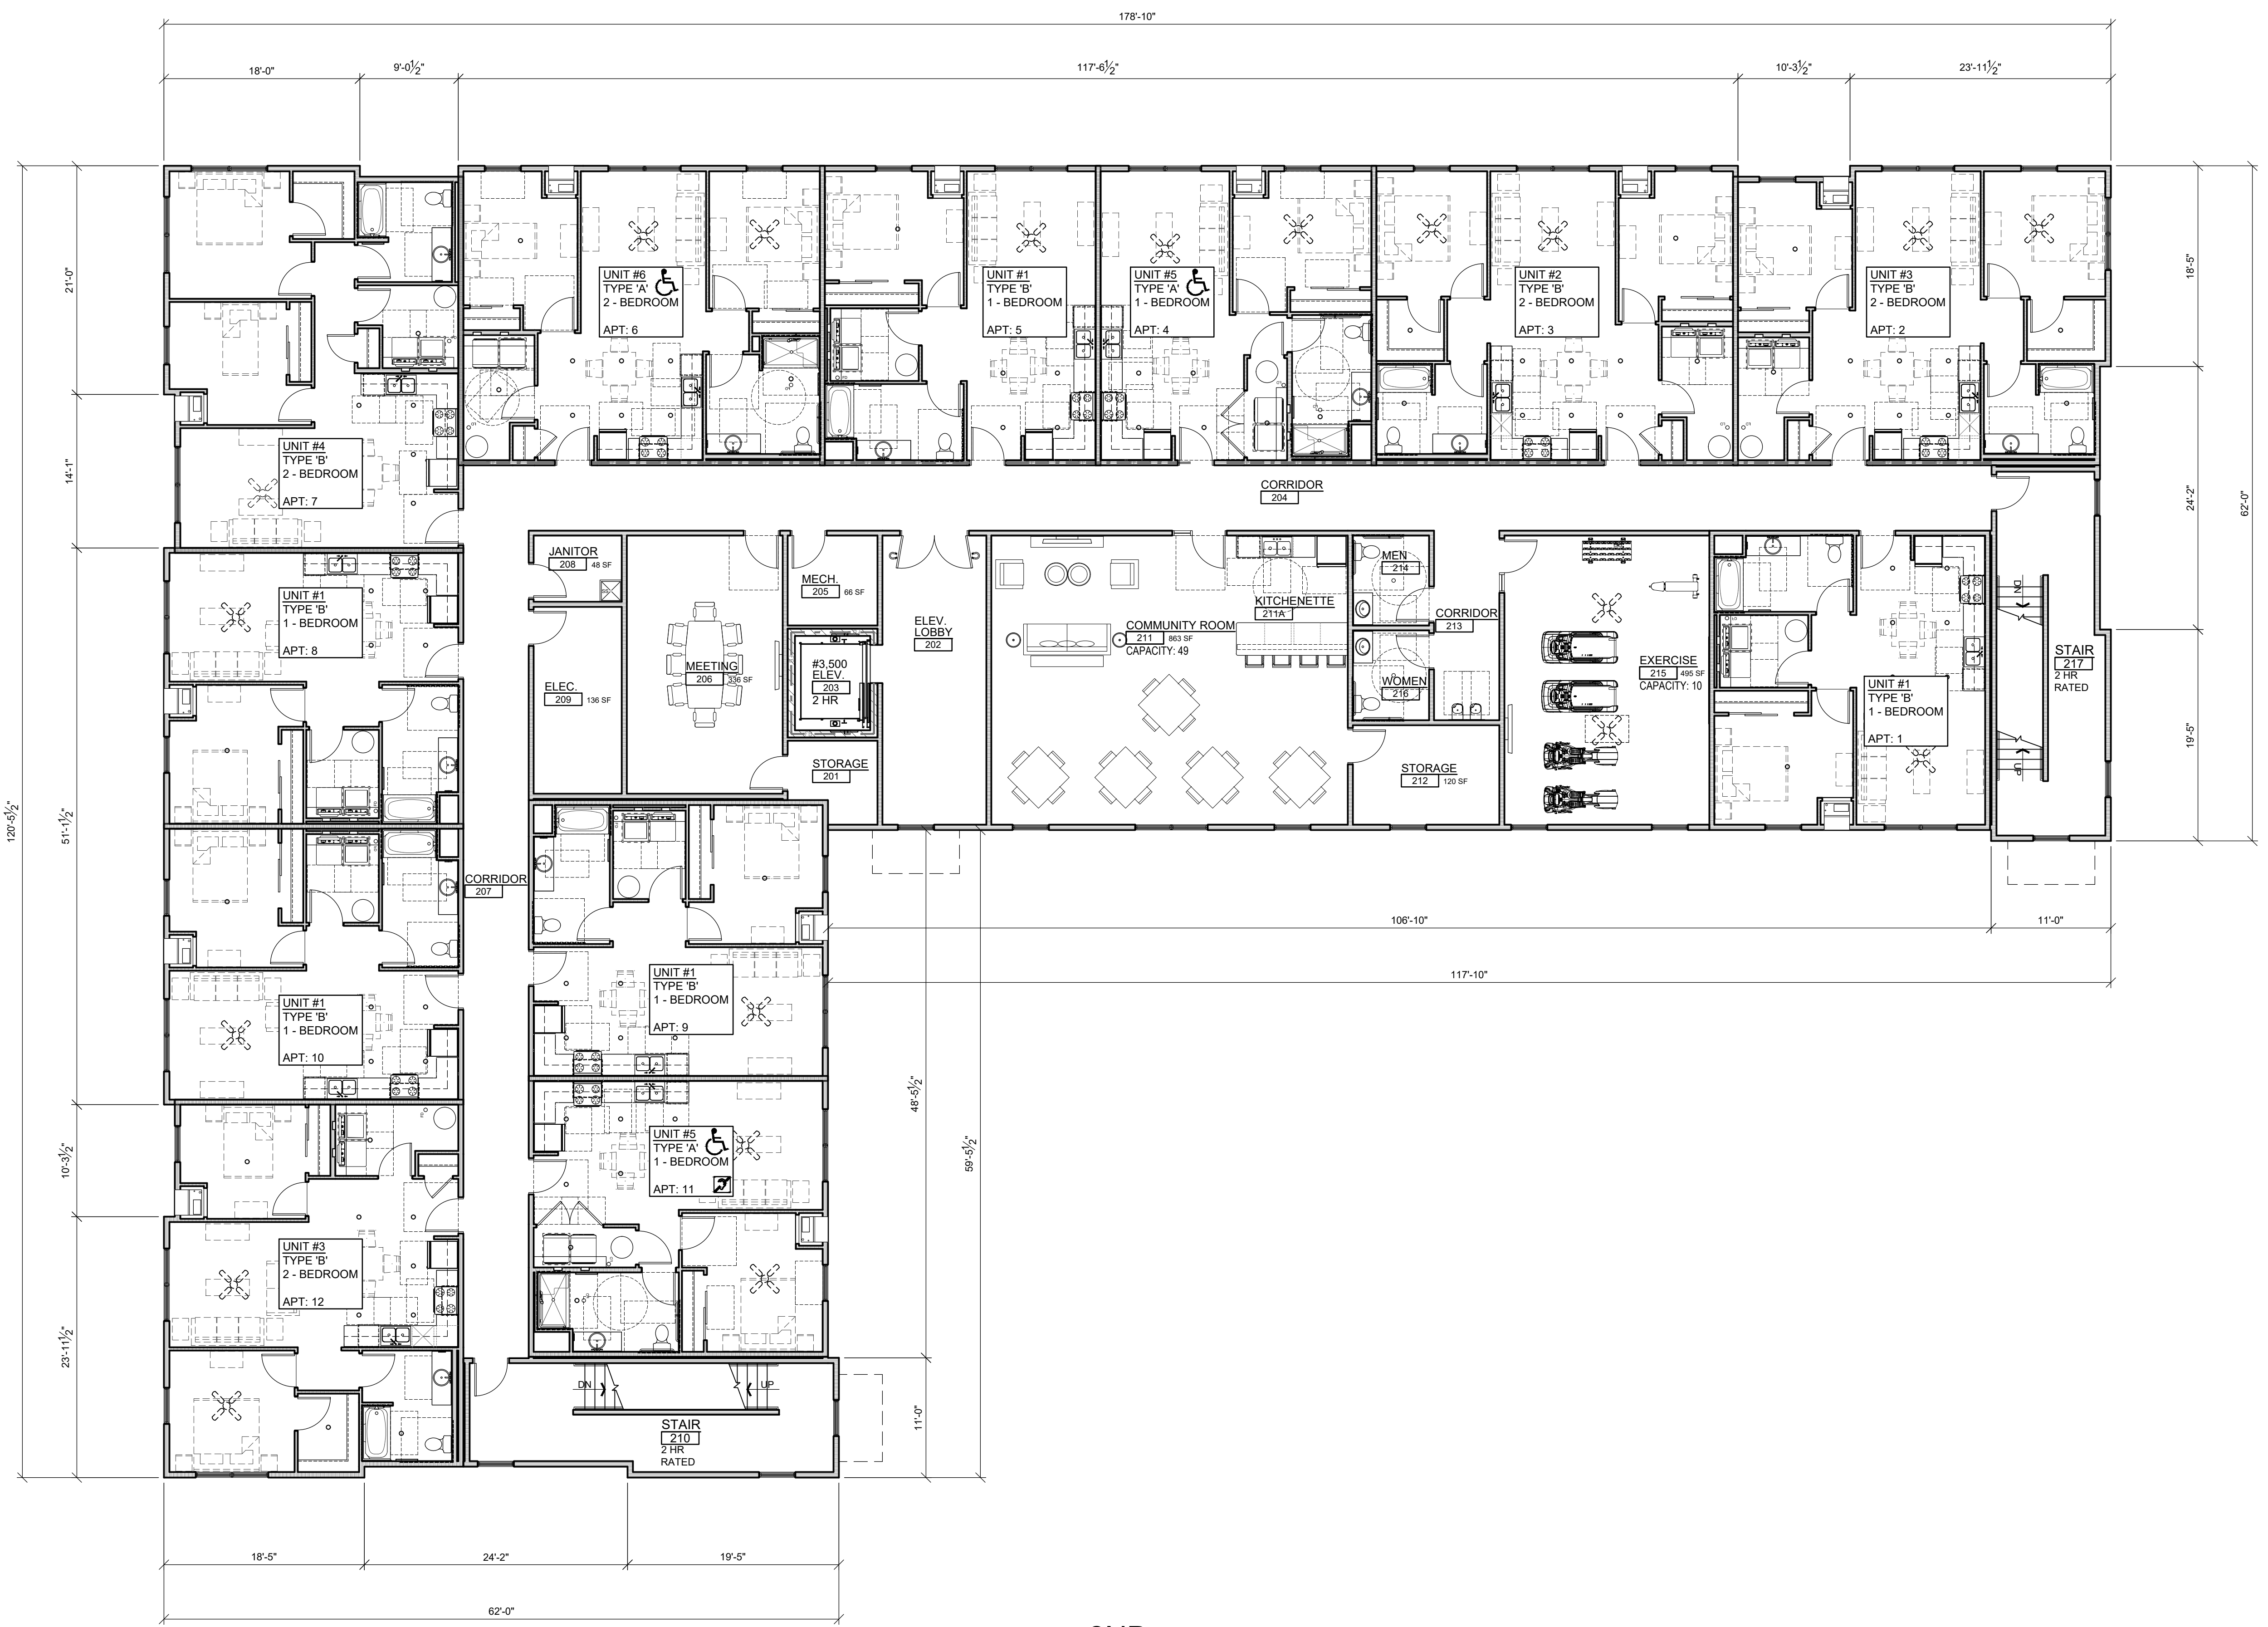 178'-10"
18'-0"
9'-0½"
117'-6½"
10'-3½"
23'-11½"
21'-0"
14'-1"
51'-1½"
10'-3½"
23'-11½"
120'-5½"
18'-5"
24'-2"
19'-5"
62'-0"
UNIT #6
TYPE 'A'
2 - BEDROOM
APT: 6
UNIT #1
TYPE 'B'
1 - BEDROOM
APT: 5
UNIT #5
TYPE 'A'
1 - BEDROOM
APT: 4
UNIT #2
TYPE 'B'
2 - BEDROOM
APT: 3
UNIT #3
TYPE 'B'
2 - BEDROOM
APT: 2
UNIT #4
TYPE 'B'
2 - BEDROOM
APT: 7
CORRIDOR
204
JANITOR
208 48 SF
MECH.
205 66 SF
ELEV.
LOBBY
202
#3,500
ELEV.
203
2 HR
MEETING
206 336 SF
ELEC.
209 136 SF
STORAGE
201
COMMUNITY ROOM
211 863 SF
CAPACITY: 49
KITCHENETTE
211A
MEN
214
CORRIDOR
213
WOMEN
216
STORAGE
212 120 SF
EXERCISE
215 495 SF
CAPACITY: 10
UNIT #1
TYPE 'B'
1 - BEDROOM
APT: 1
DN
UP
STAIR
217
2 HR
RATED
UNIT #1
TYPE 'B'
1 - BEDROOM
APT: 8
CORRIDOR
207
106'-10"
11'-0"
117'-10"
UNIT #1
TYPE 'B'
1 - BEDROOM
APT: 9
UNIT #1
TYPE 'B'
1 - BEDROOM
APT: 10
UNIT #5
TYPE 'A'
1 - BEDROOM
APT: 11
48'-5½"
59'-5½"
11'-0"
UNIT #3
TYPE 'B'
2 - BEDROOM
APT: 12
DN
UP
STAIR
210
2 HR
RATED
18'-5"
24'-2"
19'-5"
62'-0"